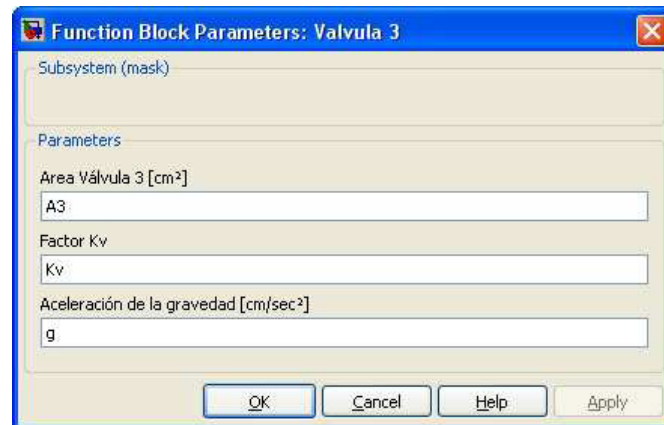 Function Block Parameters: Valvula 3
Subsystem (mask)
Parameters
Area Válvula 3 [cm²]
A3
Factor Kv
Kv
Aceleración de la gravedad [cm/sec²]
g
OK Cancel Help Apply